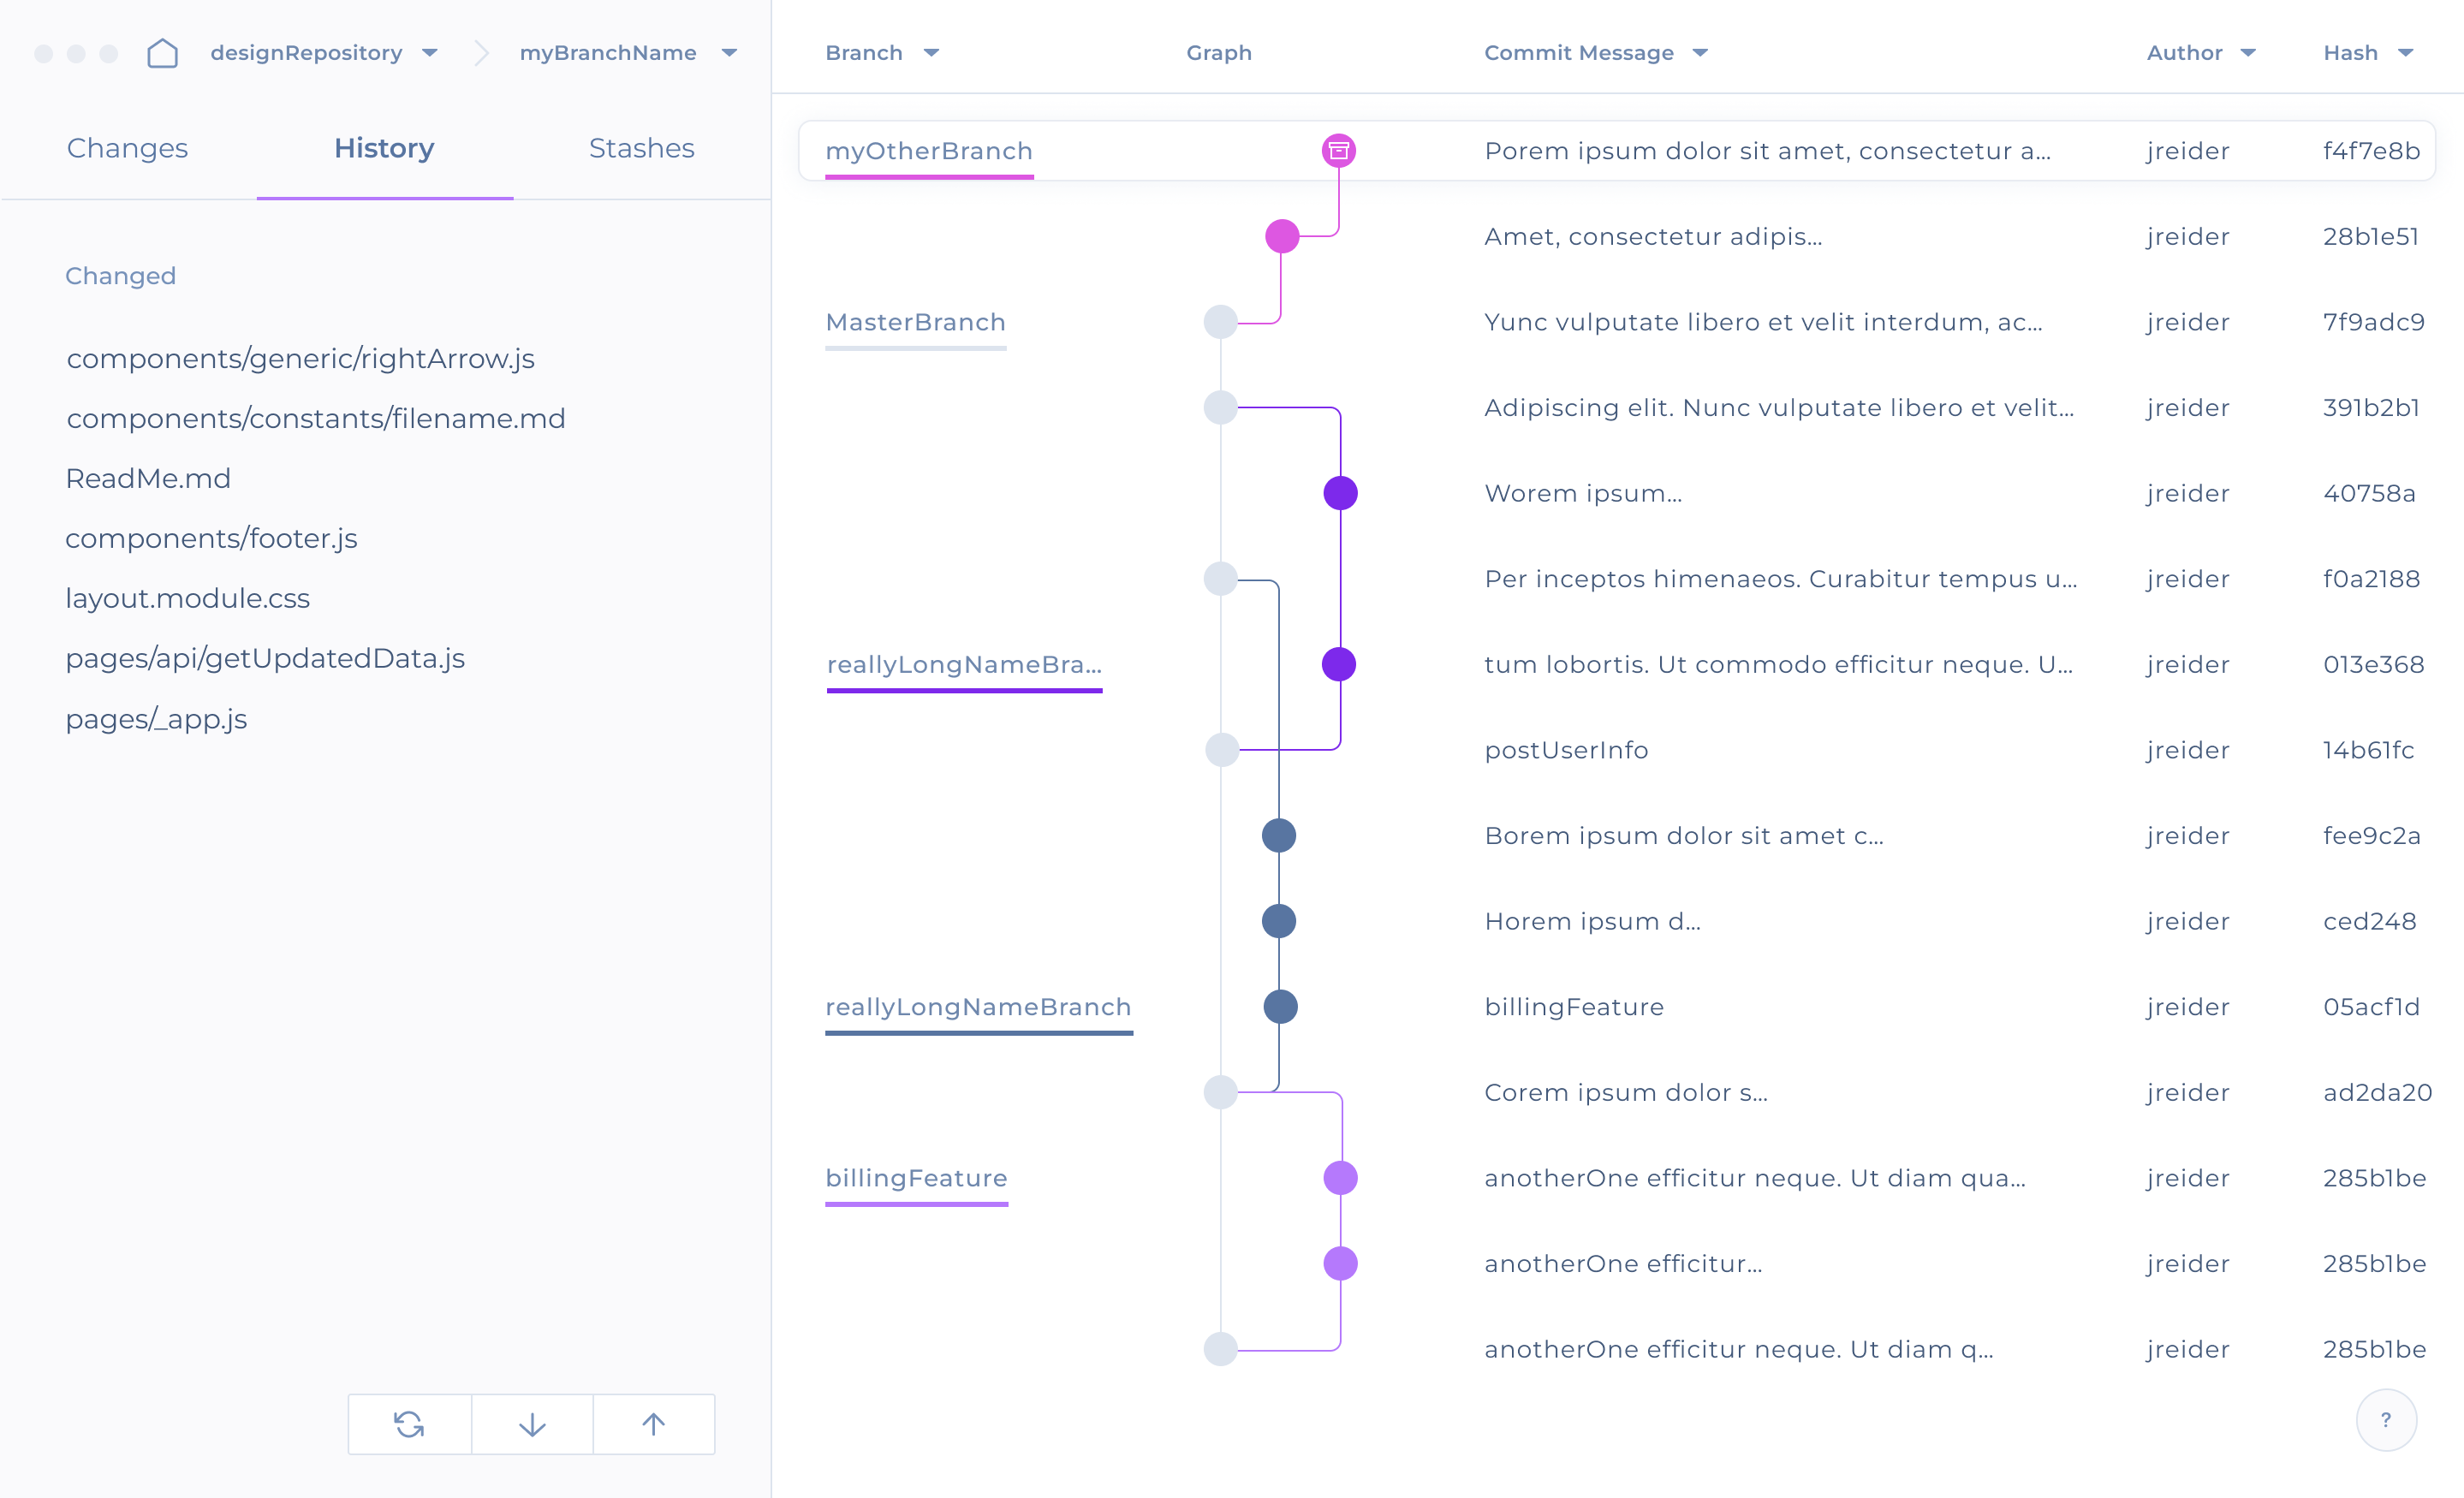 designRepository myBranchName
Changes History Stashes
Changed
components/generic/rightArrow.js
components/constants/filename.md
ReadMe.md
components/footer.js
layout.module.css
pages/api/getUpdatedData.js
pages/_app.js
Branch Graph Commit Message Author Hash
myOtherBranch Porem ipsum dolor sit amet, consectetur a... jreider f4f7e8b
Amet, consectetur adipis... jreider 28b1e51
MasterBranch Yunc vulputate libero et velit interdum, ac... jreider 7f9adc9
Adipiscing elit. Nunc vulputate libero et velit... jreider 391b2b1
Worem ipsum... jreider 40758a
Per inceptos himenaeos. Curabitur tempus u... jreider f0a2188
reallyLongNameBra... tum lobortis. Ut commodo efficitur neque. U... jreider 013e368
postUserInfo jreider 14b61fc
Borem ipsum dolor sit amet c... jreider fee9c2a
Horem ipsum d... jreider ced248
reallyLongNameBranch billingFeature jreider 05acf1d
Corem ipsum dolor s... jreider ad2da20
billingFeature anotherOne efficitur neque. Ut diam qua... jreider 285b1be
anotherOne efficitur... jreider 285b1be
anotherOne efficitur neque. Ut diam q... jreider 285b1be
?